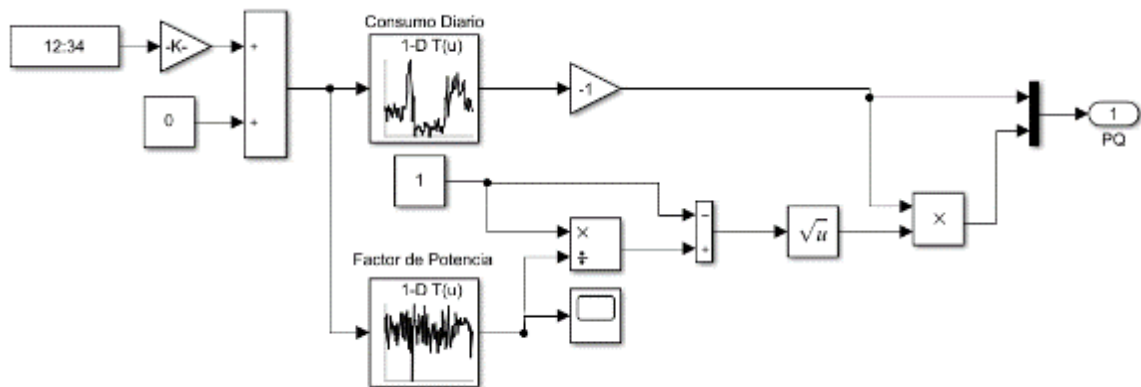 12:34
-K-
+
0
+
Consumo Diario
1-D T(u)
-1
1
PQ
1
×
÷
−
+
√u
×
Factor de Potencia
1-D T(u)